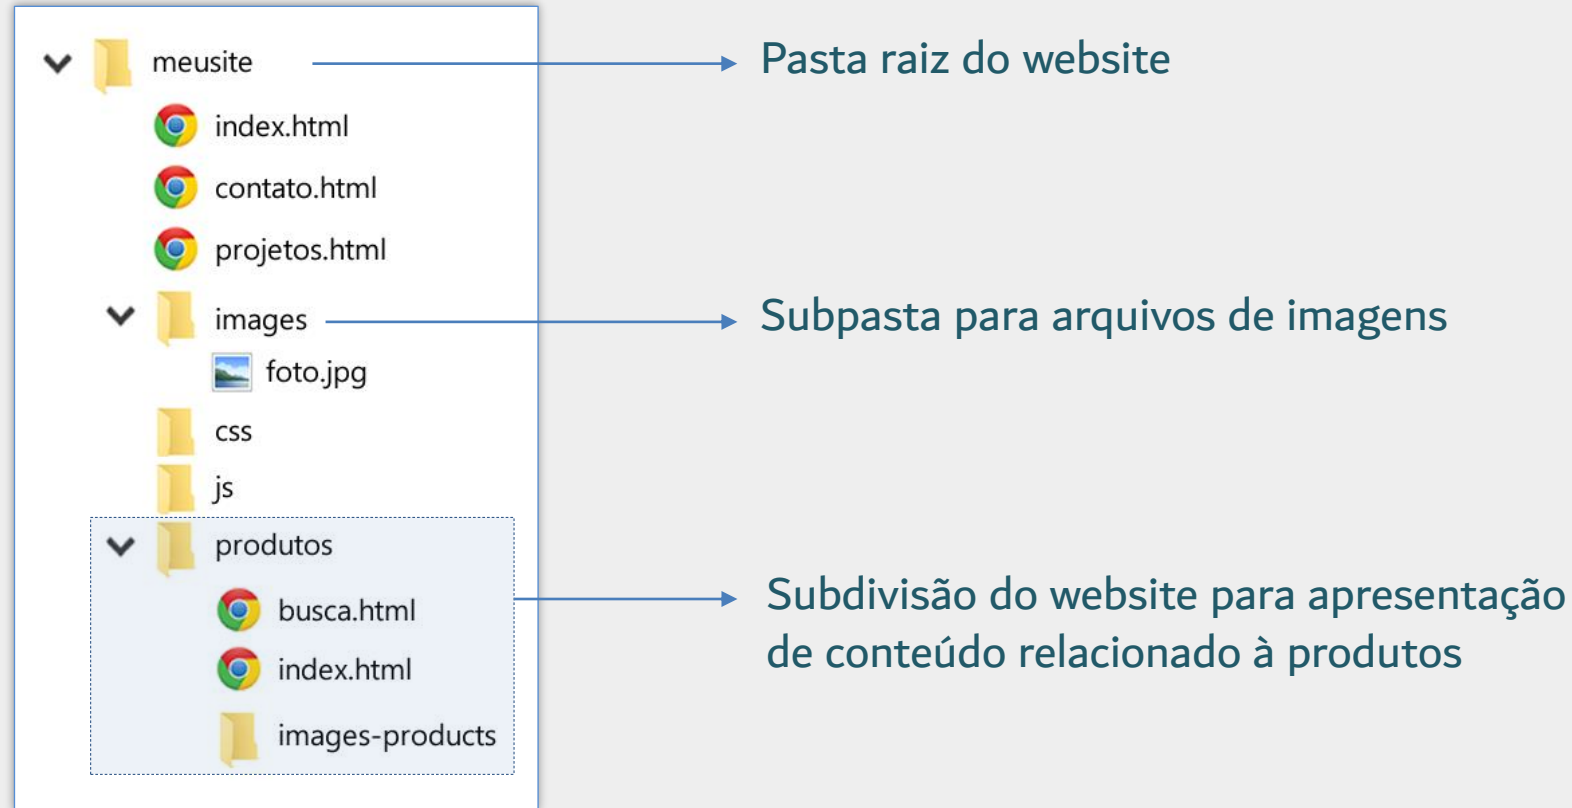 meusite
Pasta raiz do website
index.html
contato.html
projetos.html
images
Subpasta para arquivos de imagens
foto.jpg
css
js
produtos
busca.html
index.html
images-products
Subdivisão do website para apresentação
de conteúdo relacionado à produtos